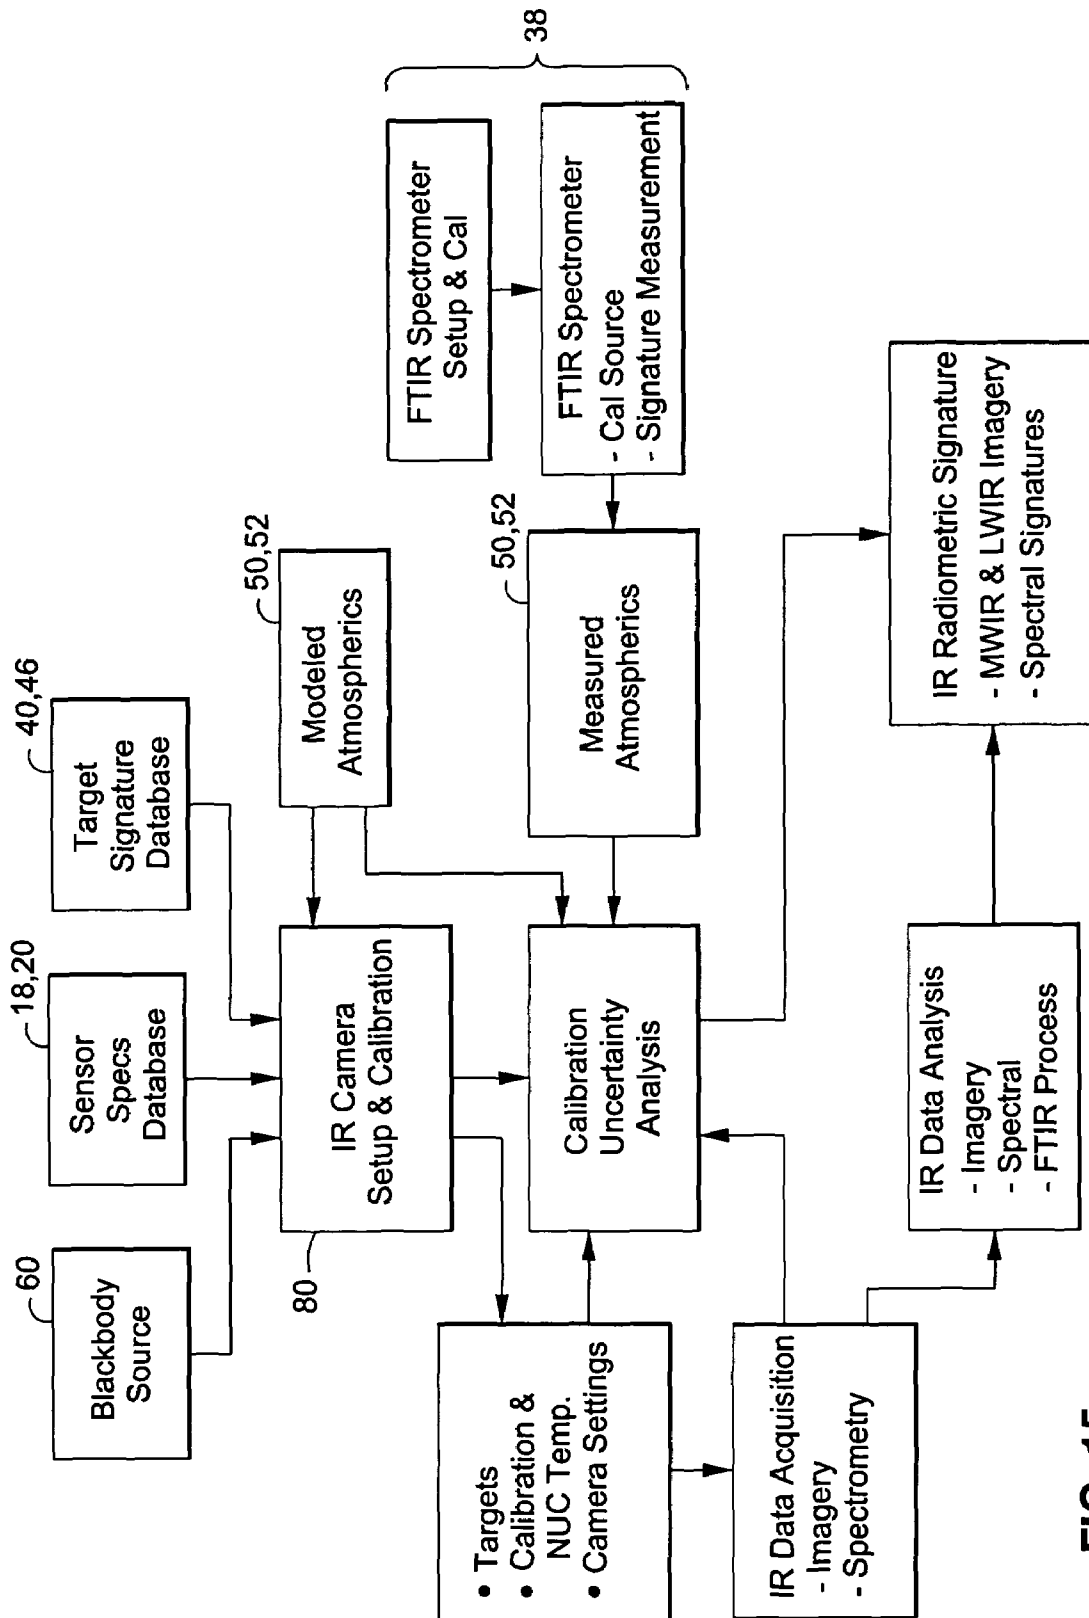 60
Blackbody
Source
18,20
Sensor
Specs
Database
40,46
Target
Signature
Database
80
IR Camera
Setup & Calibration
50,52
Modeled
Atmospherics
FTIR Spectrometer
Setup & Cal
38
• Targets
• Calibration &
NUC Temp.
• Camera Settings
Calibration
Uncertainty
Analysis
50,52
Measured
Atmospherics
FTIR Spectrometer
- Cal Source
- Signature Measurement
IR Data Acquisition
- Imagery
- Spectrometry
IR Data Analysis
- Imagery
- Spectral
- FTIR Process
IR Radiometric Signature
- MWIR & LWIR Imagery
- Spectral Signatures